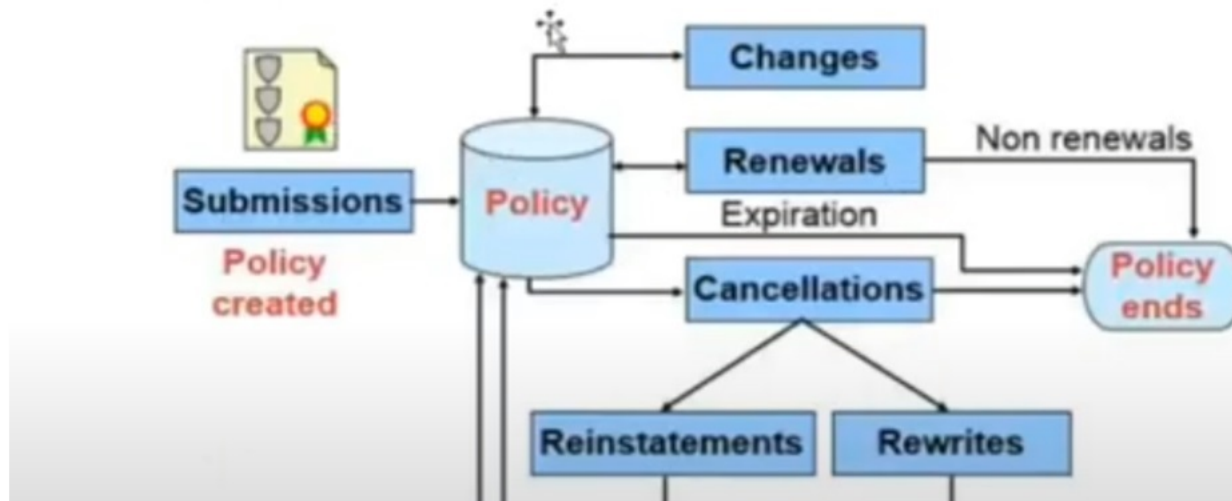 Changes
Non renewals
Renewals
Submissions
Policy
Expiration
Policy
created
Cancellations
Policy
ends
Reinstatements
Rewrites